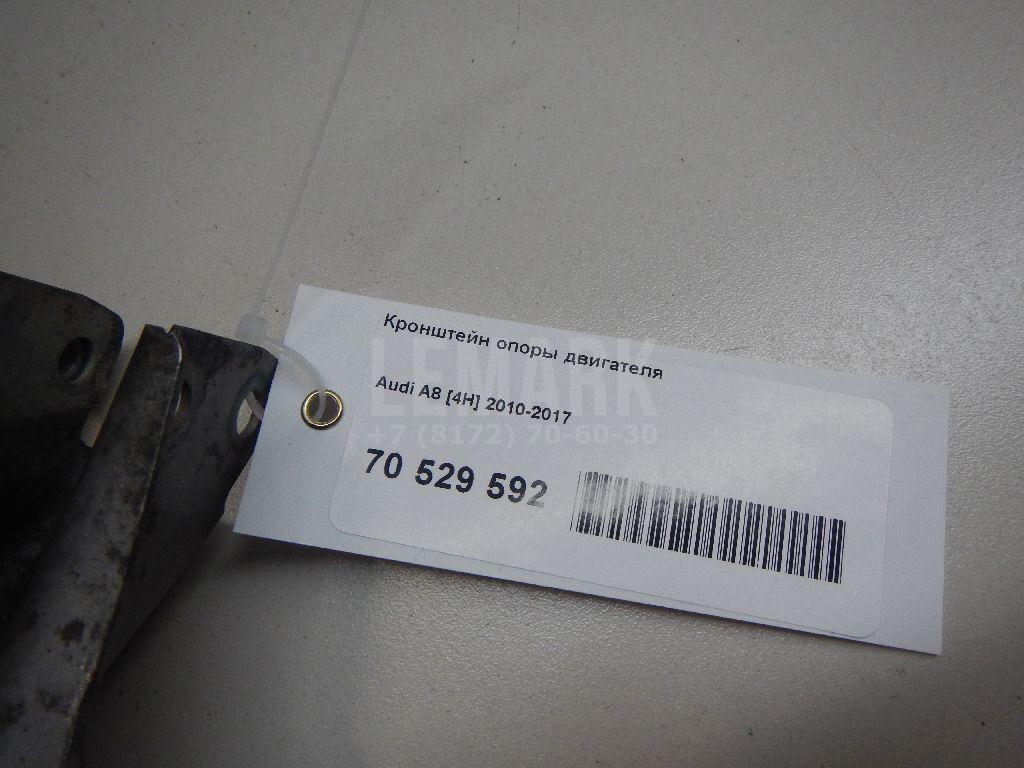 Кронштейн опоры двигателя
LEMARK
Audi A8 [4H] 2010-2017
+7 (8172) 70-60-30
70 529 592